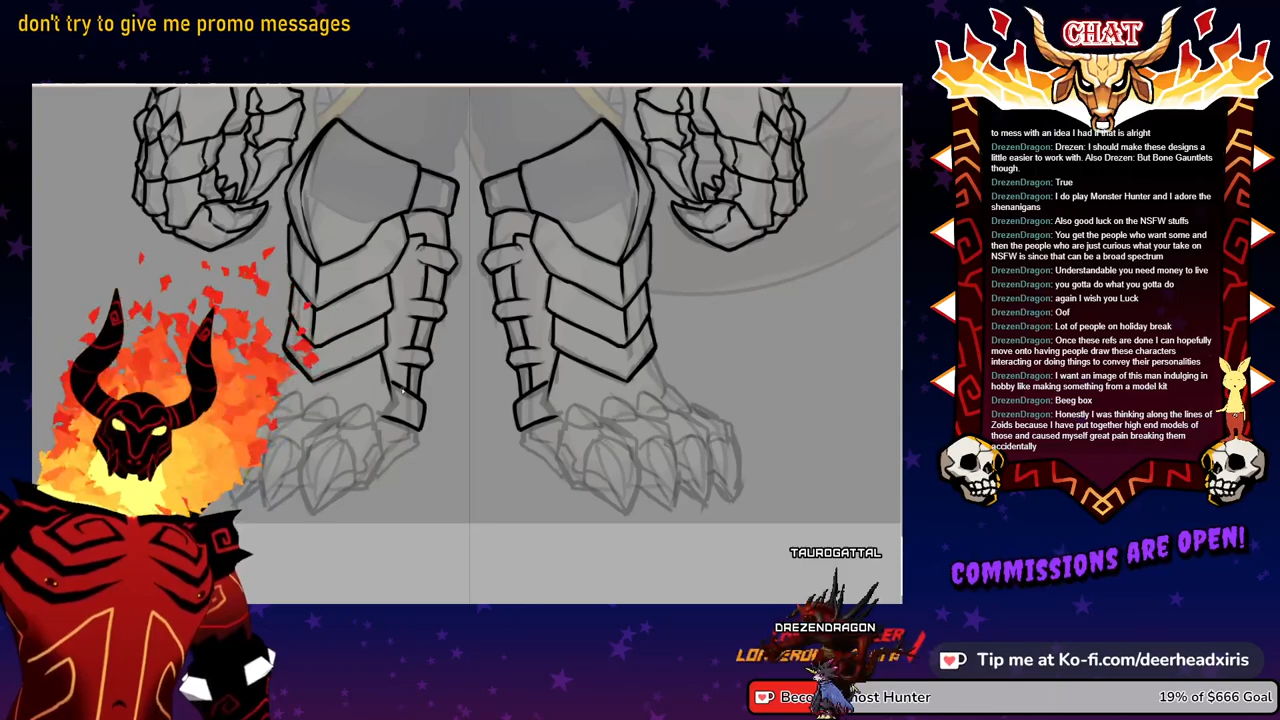 don't try to give me promo messages
CHAT
to mess with an idea I had if that is alright
DrezenDragon: Drezen: I should make these designs a
little easier to work with. Also Drezen: But Bone Gauntlets
though.
DrezenDragon: True
DrezenDragon: I do play Monster Hunter and I adore the
shenanigans
DrezenDragon: Also good luck on the NSFW stuffs
DrezenDragon: You get the people who want some and
then the people who are just curious what your take on
NSFW is since that can be a broad spectrum
DrezenDragon: Understandable you need money to live
DrezenDragon: you gotta do what you gotta do
DrezenDragon: again I wish you Luck
DrezenDragon: Oof
DrezenDragon: Lot of people on holiday break
DrezenDragon: Once these refs are done I can hopefully
move onto having people draw these characters
interacting or doing things to convey their personalities
DrezenDragon: I want an image of this man indulging in
hobby like making something from a model kit
DrezenDragon: Beeg box
DrezenDragon: Honestly I was thinking along the lines of
Zoids because I have put together high end models of
those and caused myself great pain breaking them
accidentally
COMMISSIONS ARE OPEN!
TAUROGATTAL
DREZENDRAGON
Tip me at Ko-fi.com/deerheadxiris
Hunter
19% of $666 Goal